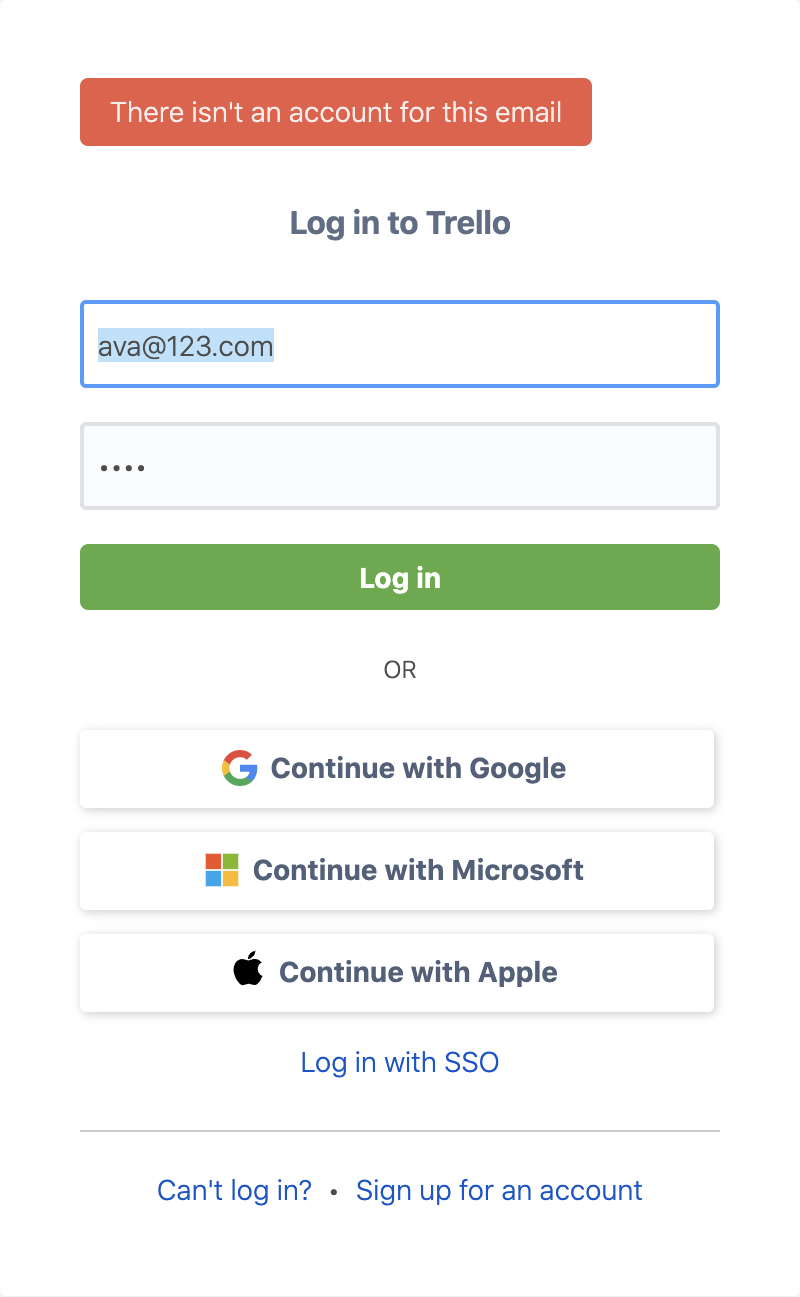 There isn't an account for this email
Log in to Trello
ava@123.com
••••
Log in
OR
Continue with Google
Continue with Microsoft
Continue with Apple
Log in with SSO
Can't log in? • Sign up for an account